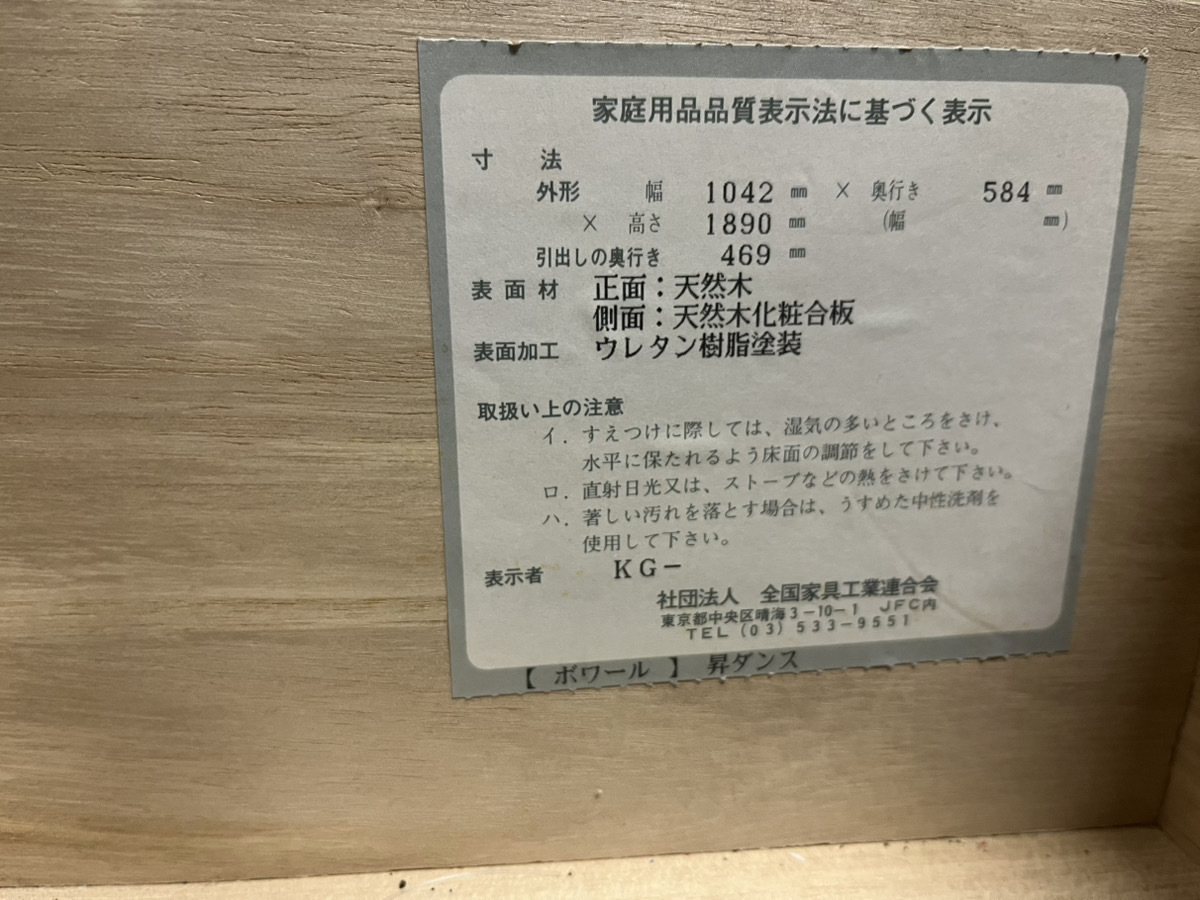 家庭用品品質表示法に基づく表示
寸 法
外形 幅 1042 mm × 奥行き 584 mm
× 高さ 1890 mm (幅 mm)
引出しの奥行き 469 mm
表面材 正面:天然木
側面:天然木化粧合板
表面加工 ウレタン樹脂塗装
取扱い上の注意
イ.すえつけに際しては、湿気の多いところをさけ、
水平に保たれるよう床面の調節をして下さい。
ロ.直射日光又は、ストーブなどの熱をさけて下さい。
ハ.著しい汚れを落とす場合は、うすめた中性洗剤を
使用して下さい。
表示者 KG−
社団法人 全国家具工業連合会
東京都中央区晴海3−10−1 JFC内
TEL(03)533−9551
【 ボワール 】 昇ダンス